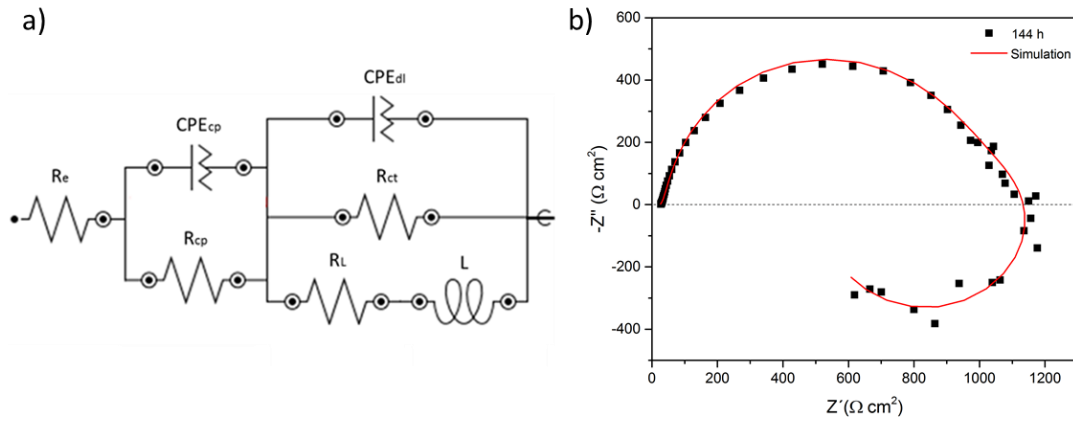 a)
CPEdl
CPEcp
Re
Rct
Rcp
RL
L
b)
600
400
200
0
-200
-400
-Z" (Ω cm²)
144 h
Simulation
0 200 400 600 800 1000 1200
Z´(Ω cm²)